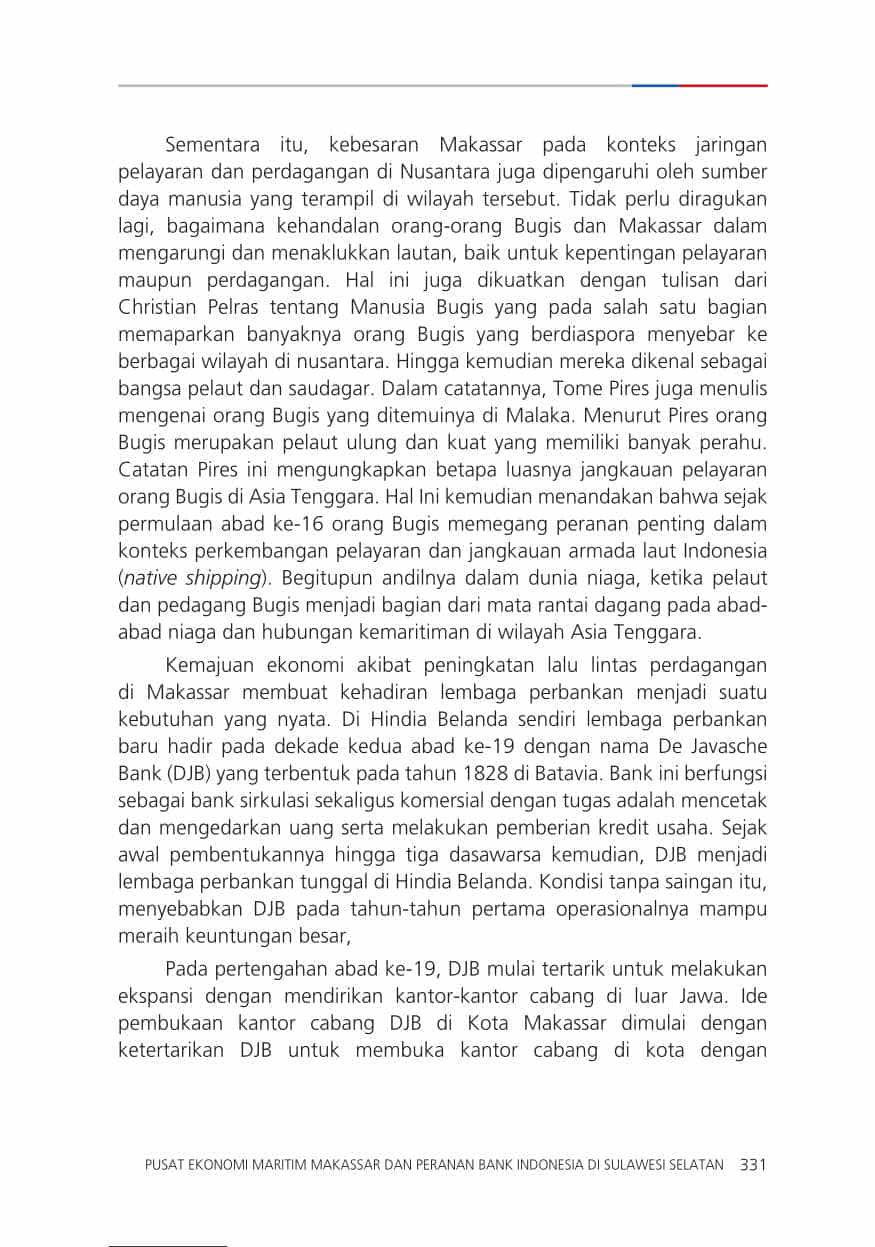 Sementara itu, kebesaran Makassar pada konteks jaringan
pelayaran dan perdagangan di Nusantara juga dipengaruhi oleh sumber
daya manusia yang terampil di wilayah tersebut. Tidak perlu diragukan
lagi, bagaimana kehandalan orang-orang Bugis dan Makassar dalam
mengarungi dan menaklukkan lautan, baik untuk kepentingan pelayaran
maupun perdagangan. Hal ini juga dikuatkan dengan tulisan dari
Christian Pelras tentang Manusia Bugis yang pada salah satu bagian
memaparkan banyaknya orang Bugis yang berdiaspora menyebar ke
berbagai wilayah di nusantara. Hingga kemudian mereka dikenal sebagai
bangsa pelaut dan saudagar. Dalam catatannya, Tome Pires juga menulis
mengenai orang Bugis yang ditemuinya di Malaka. Menurut Pires orang
Bugis merupakan pelaut ulung dan kuat yang memiliki banyak perahu.
Catatan Pires ini mengungkapkan betapa luasnya jangkauan pelayaran
orang Bugis di Asia Tenggara. Hal Ini kemudian menandakan bahwa sejak
permulaan abad ke-16 orang Bugis memegang peranan penting dalam
konteks perkembangan pelayaran dan jangkauan armada laut Indonesia
(native shipping). Begitupun andilnya dalam dunia niaga, ketika pelaut
dan pedagang Bugis menjadi bagian dari mata rantai dagang pada abad-
abad niaga dan hubungan kemaritiman di wilayah Asia Tenggara.
Kemajuan ekonomi akibat peningkatan lalu lintas perdagangan
di Makassar membuat kehadiran lembaga perbankan menjadi suatu
kebutuhan yang nyata. Di Hindia Belanda sendiri lembaga perbankan
baru hadir pada dekade kedua abad ke-19 dengan nama De Javasche
Bank (DJB) yang terbentuk pada tahun 1828 di Batavia. Bank ini berfungsi
sebagai bank sirkulasi sekaligus komersial dengan tugas adalah mencetak
dan mengedarkan uang serta melakukan pemberian kredit usaha. Sejak
awal pembentukannya hingga tiga dasawarsa kemudian, DJB menjadi
lembaga perbankan tunggal di Hindia Belanda. Kondisi tanpa saingan itu,
menyebabkan DJB pada tahun-tahun pertama operasionalnya mampu
meraih keuntungan besar,
Pada pertengahan abad ke-19, DJB mulai tertarik untuk melakukan
ekspansi dengan mendirikan kantor-kantor cabang di luar Jawa. Ide
pembukaan kantor cabang DJB di Kota Makassar dimulai dengan
ketertarikan DJB untuk membuka kantor cabang di kota dengan
PUSAT EKONOMI MARITIM MAKASSAR DAN PERANAN BANK INDONESIA DI SULAWESI SELATAN 331